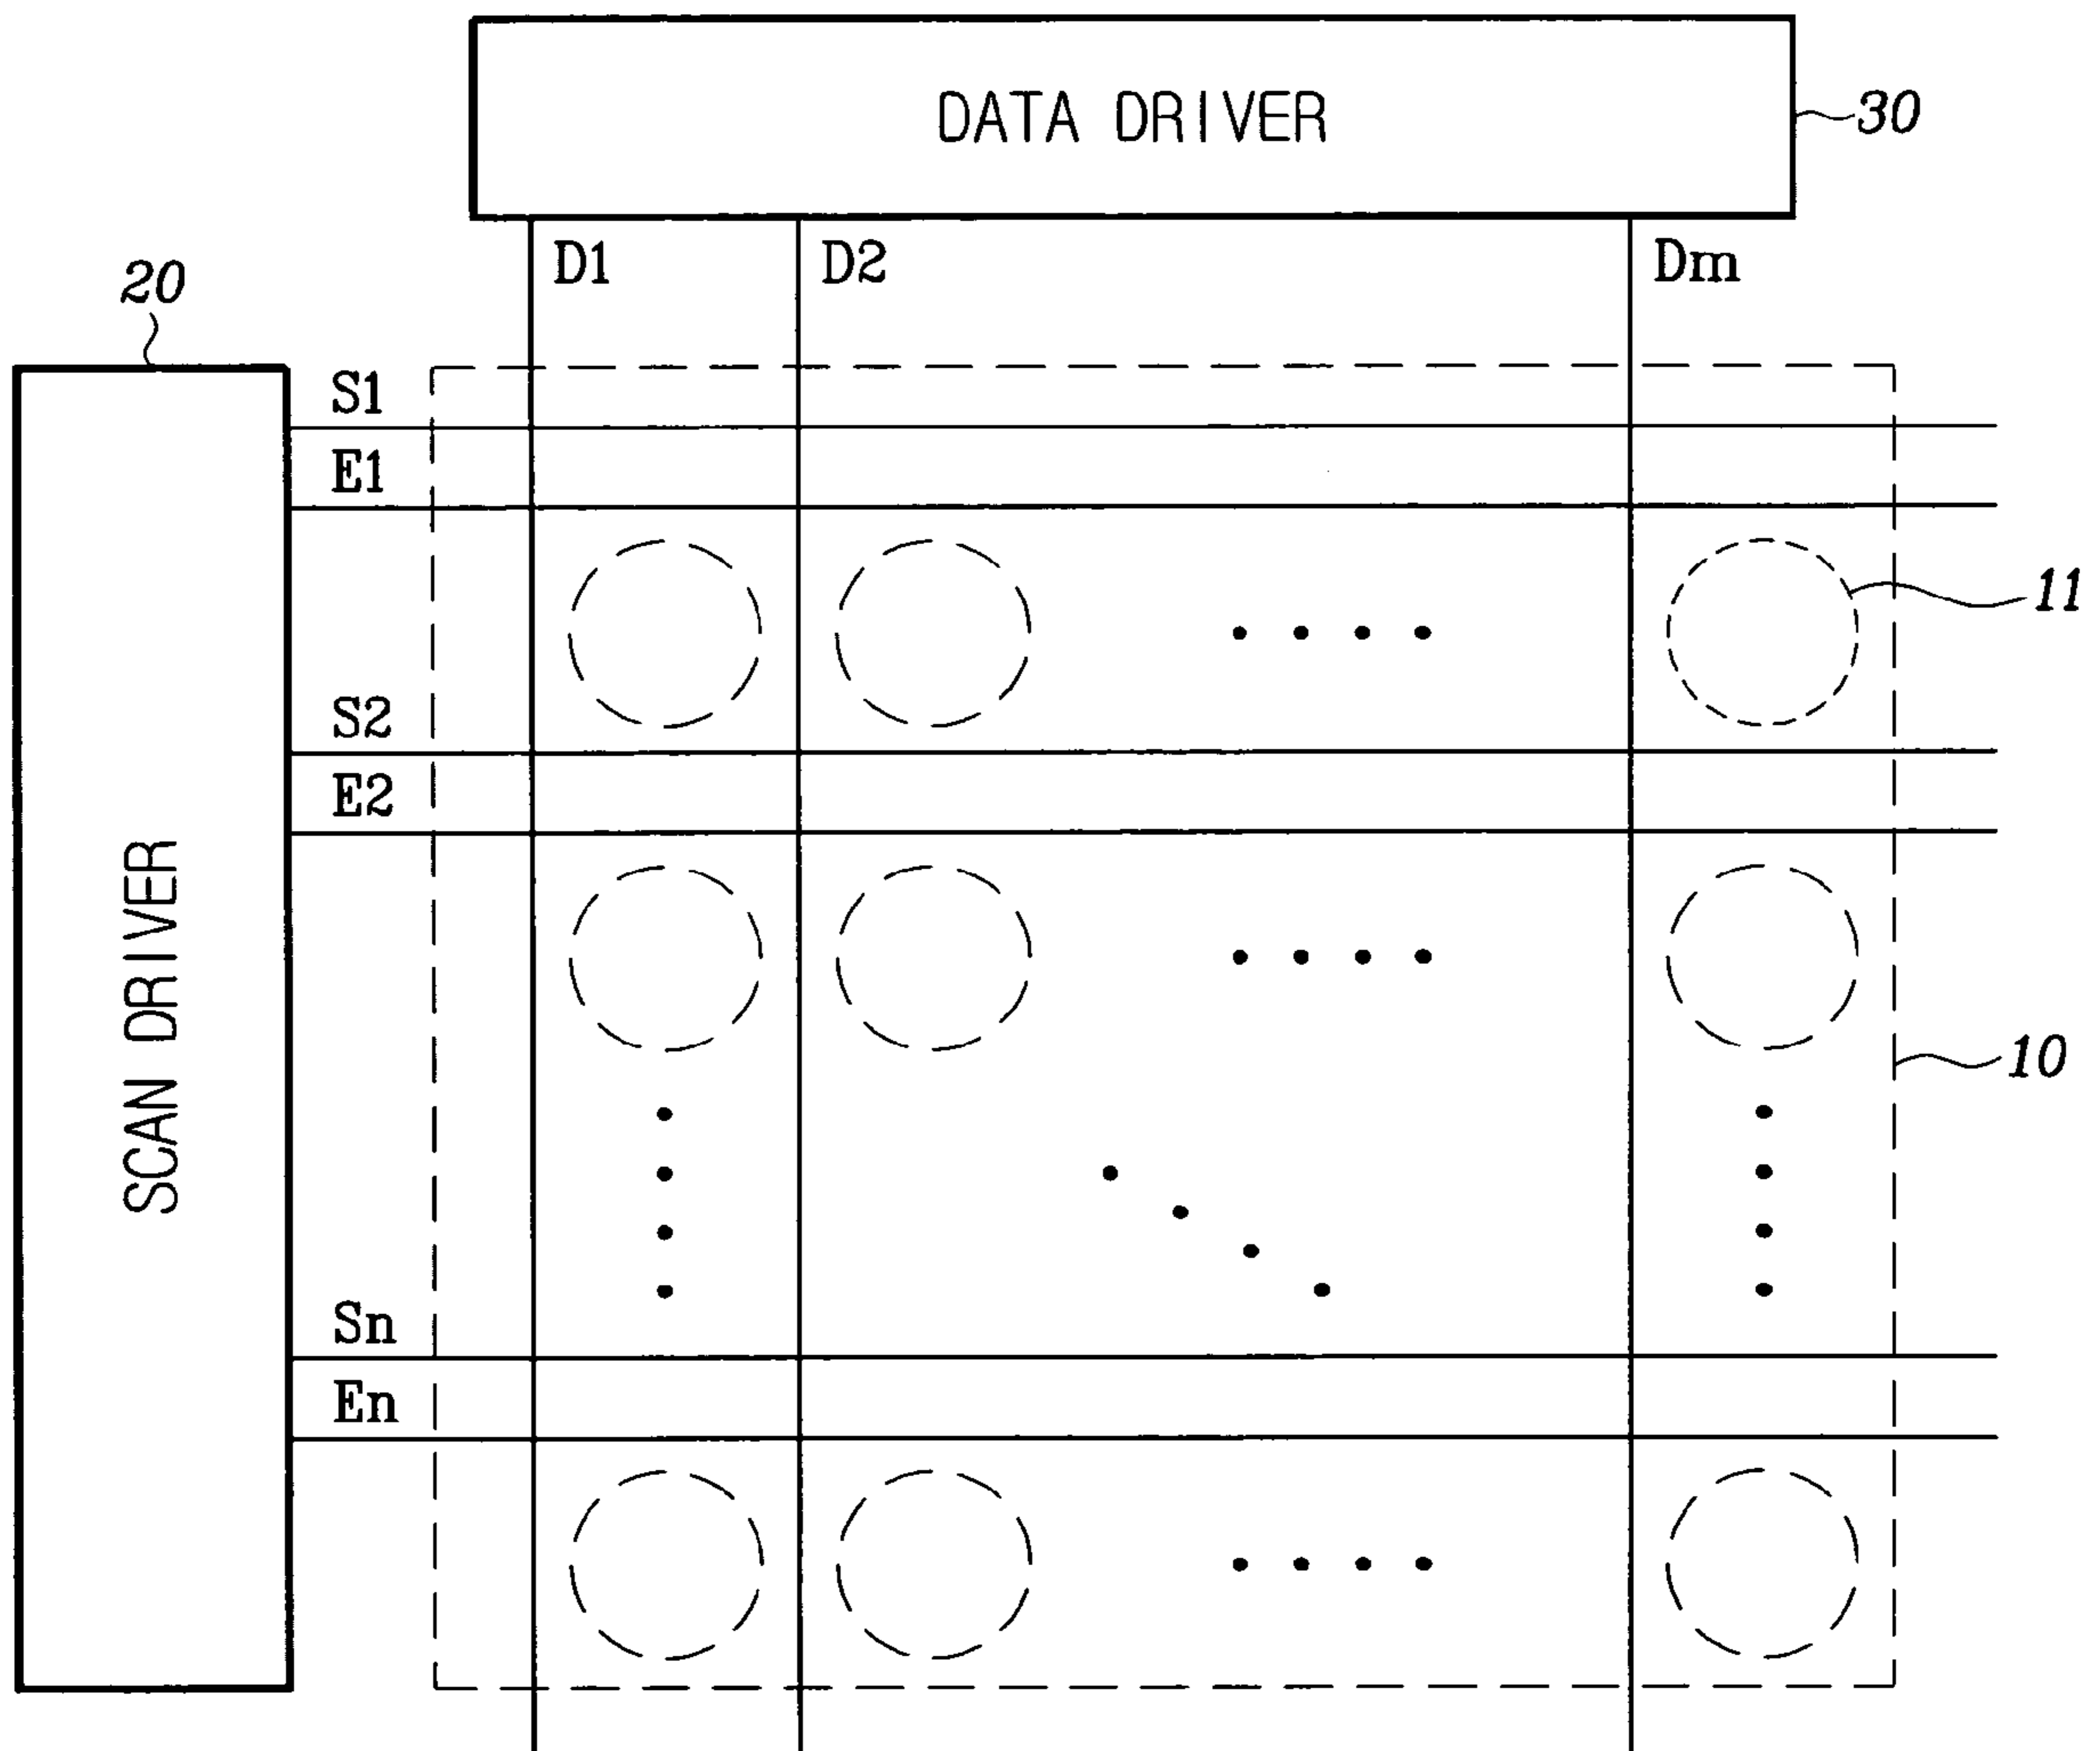 DATA DRIVER
30
D1
D2
Dm
20
S1
E1
11
S2
E2
SCAN DRIVER
10
Sn
En